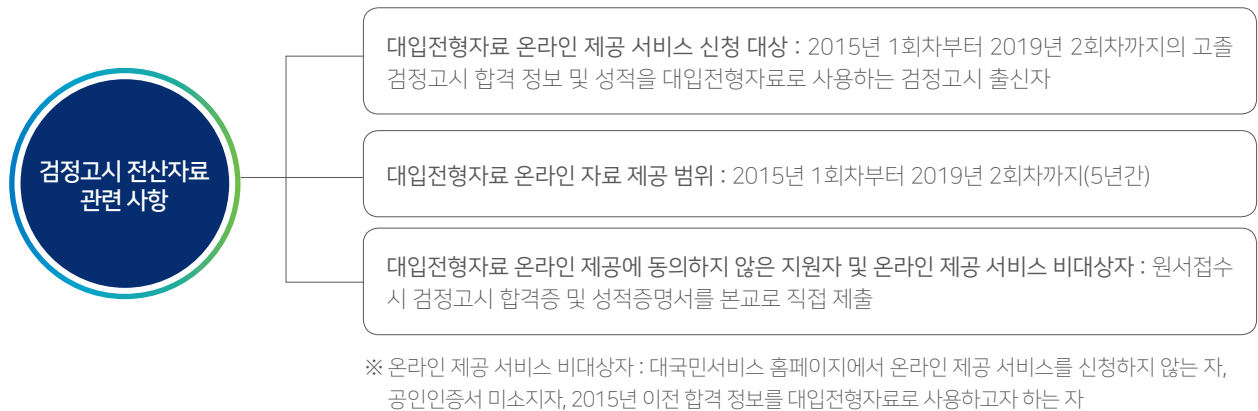 대입전형자료 온라인 제공 서비스 신청 대상 : 2015년 1회차부터 2019년 2회차까지의 고졸
검정고시 합격 정보 및 성적을 대입전형자료로 사용하는 검정고시 출신자
검정고시 전산자료
관련 사항
대입전형자료 온라인 자료 제공 범위 : 2015년 1회차부터 2019년 2회차까지(5년간)
대입전형자료 온라인 제공에 동의하지 않은 지원자 및 온라인 제공 서비스 비대상자 : 원서접수
시 검정고시 합격증 및 성적증명서를 본교로 직접 제출
※ 온라인 제공 서비스 비대상자 : 대국민서비스 홈페이지에서 온라인 제공 서비스를 신청하지 않는 자,
공인인증서 미소지자, 2015년 이전 합격 정보를 대입전형자료로 사용하고자 하는 자